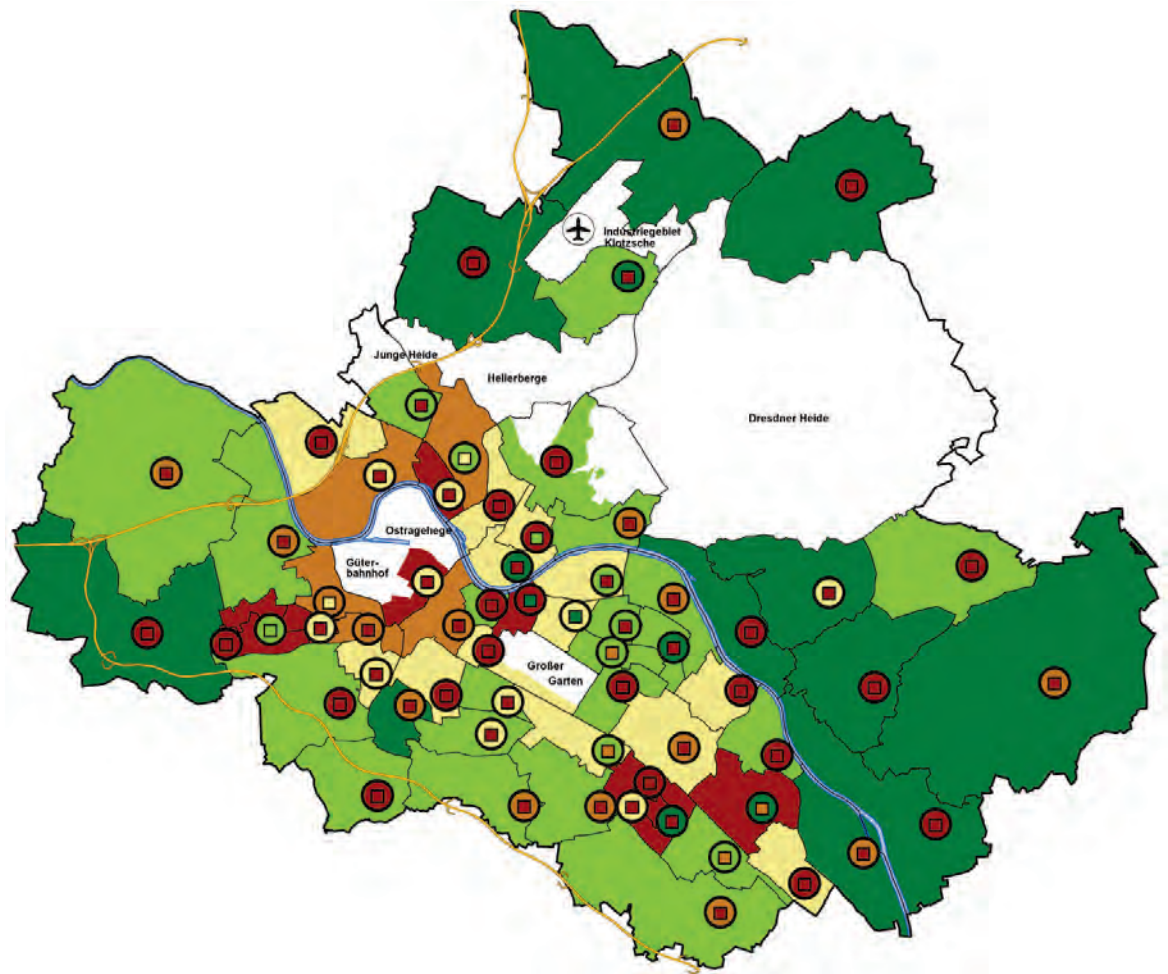 Industriegebiet
Klotzsche
Junge Heide
Hellerberge
Dresdner Heide
Ostragehege
Güter-
bahnhof
Großer
Garten